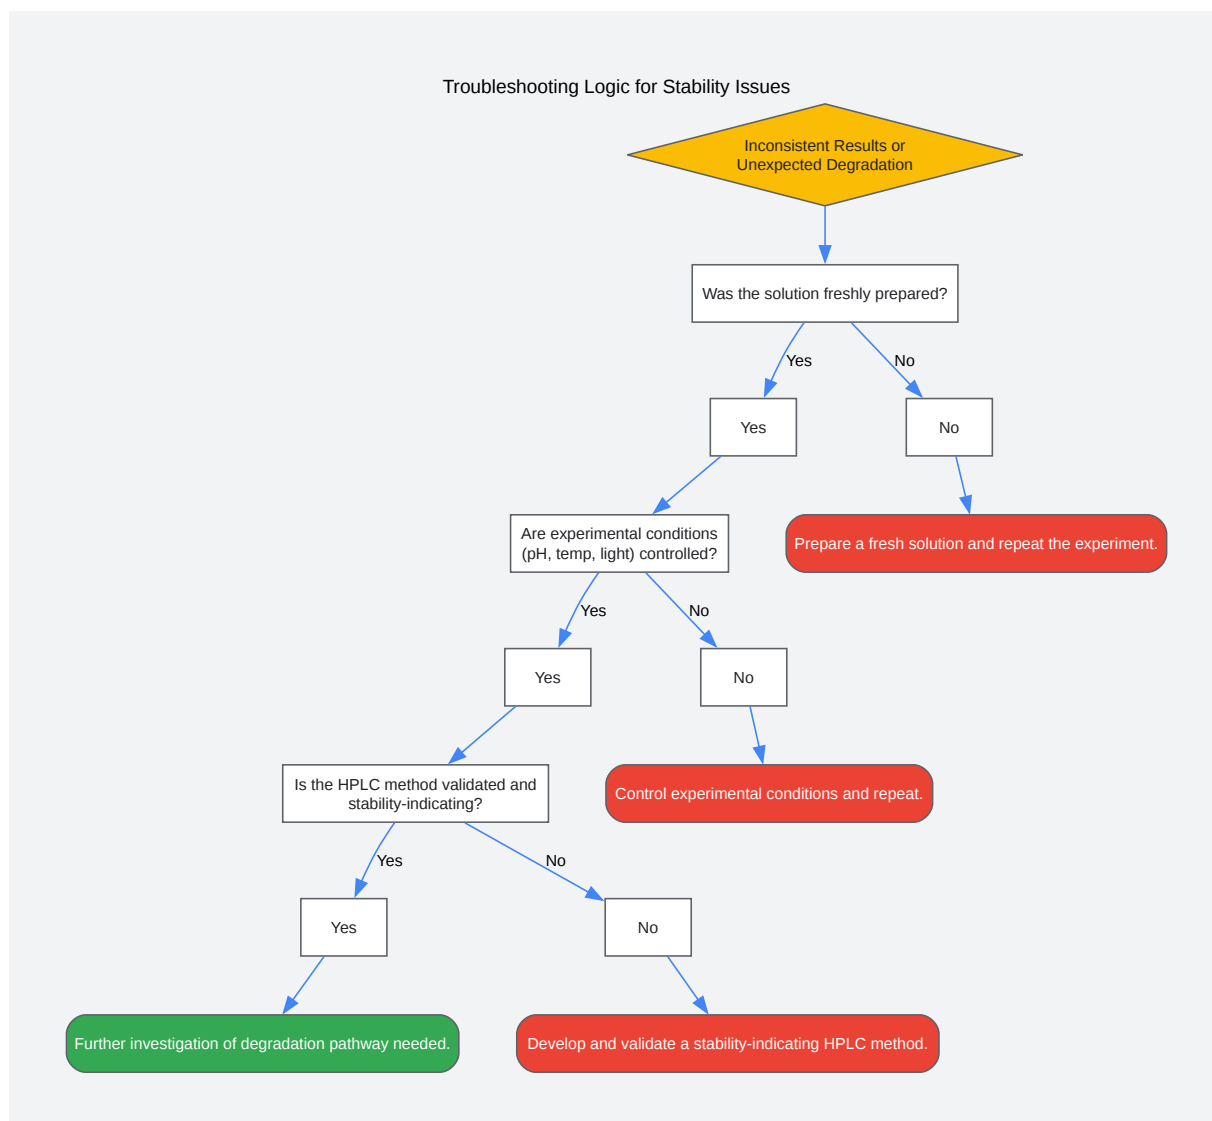 Troubleshooting Logic for Stability Issues
Inconsistent Results or
Unexpected Degradation
Was the solution freshly prepared?
Yes
No
Yes
No
Are experimental conditions
(pH, temp, light) controlled?
Prepare a fresh solution and repeat the experiment.
Yes
No
Yes
No
Is the HPLC method validated and
stability-indicating?
Control experimental conditions and repeat.
Yes
No
Yes
No
Further investigation of degradation pathway needed.
Develop and validate a stability-indicating HPLC method.